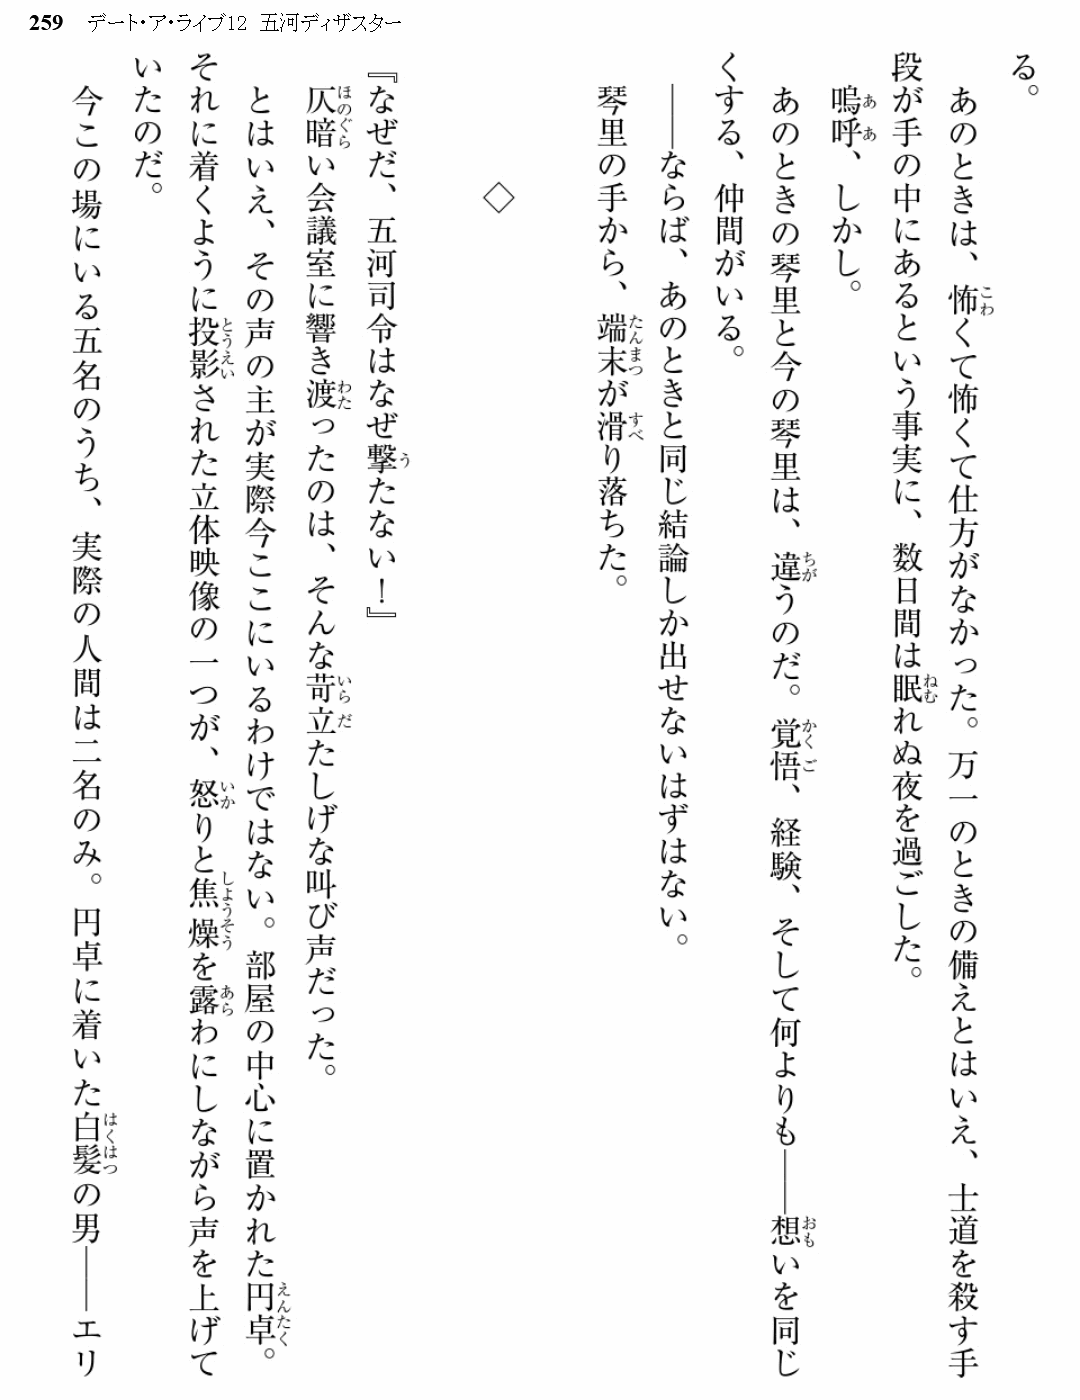 259 デート・ア・ライブ12 五河ディザスター
る。
あのときは、怖くて怖くて仕方がなかった。万一のときの備えとはいえ、士道を殺す手
段が手の中にあるという事実に、数日間は眠れぬ夜を過ごした。
嗚呼、しかし。
あのときの琴里と今の琴里は、違うのだ。覚悟、経験、そして何よりも――想いを同じ
くする、仲間がいる。
――ならば、あのときと同じ結論しか出せないはずはない。
琴里の手から、端末が滑り落ちた。
◇
『なぜだ、五河司令はなぜ撃たない！』
仄暗い会議室に響き渡ったのは、そんな苛立たしげな叫び声だった。
とはいえ、その声の主が実際今ここにいるわけではない。部屋の中心に置かれた円卓。
それに着くように投影された立体映像の一つが、怒りと焦燥を露わにしながら声を上げて
いたのだ。
今この場にいる五名のうち、実際の人間は二名のみ。円卓に着いた白髪の男――エリ